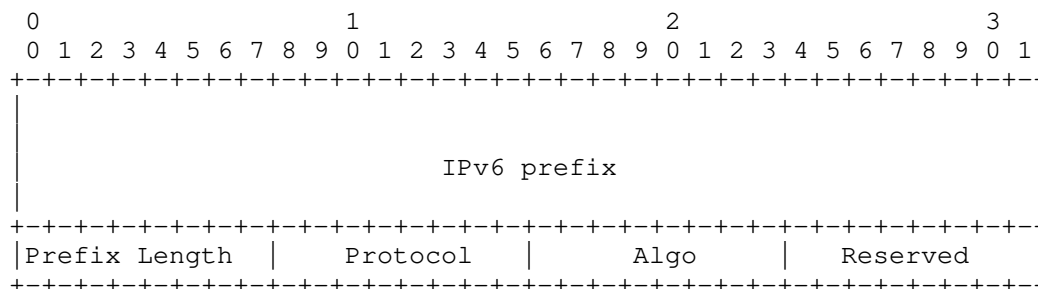 0                   1                   2                   3
 0 1 2 3 4 5 6 7 8 9 0 1 2 3 4 5 6 7 8 9 0 1 2 3 4 5 6 7 8 9 0 1
+-+-+-+-+-+-+-+-+-+-+-+-+-+-+-+-+-+-+-+-+-+-+-+-+-+-+-+-+-+-+-+-
|
|
|                          IPv6 prefix
|
+-+-+-+-+-+-+-+-+-+-+-+-+-+-+-+-+-+-+-+-+-+-+-+-+-+-+-+-+-+-+-+-
|Prefix Length  |    Protocol   |      Algo     |   Reserved
+-+-+-+-+-+-+-+-+-+-+-+-+-+-+-+-+-+-+-+-+-+-+-+-+-+-+-+-+-+-+-+-